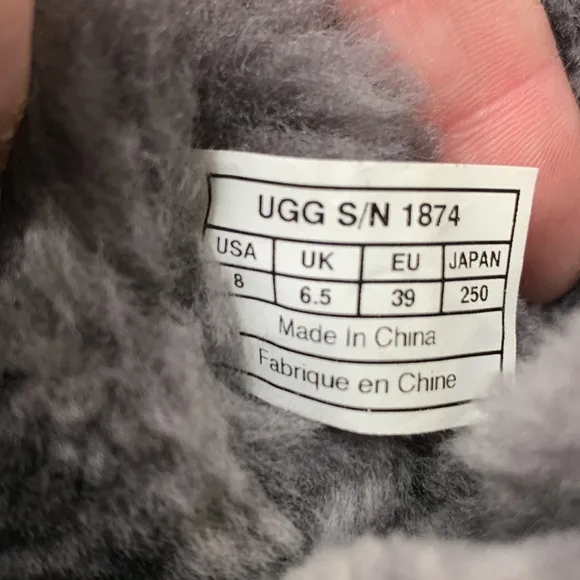 UGG S/N 1874
USA UK EU JAPAN
8 6.5 39 250
Made In China
Fabrique en Chine